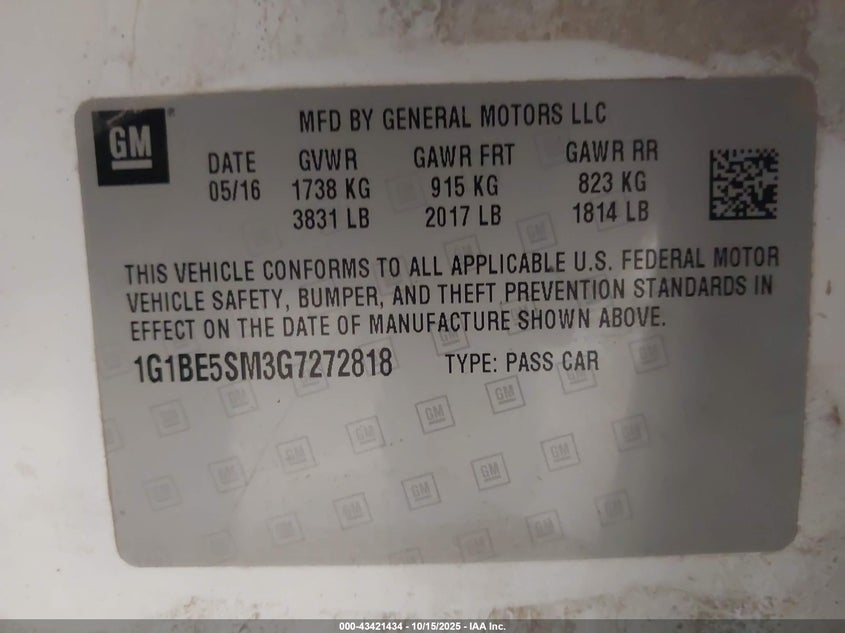 GM
MFD BY GENERAL MOTORS LLC
DATE GVWR GAWR FRT GAWR RR
05/16 1738 KG 915 KG 823 KG
3831 LB 2017 LB 1814 LB
THIS VEHICLE CONFORMS TO ALL APPLICABLE U.S. FEDERAL MOTOR
VEHICLE SAFETY, BUMPER, AND THEFT PREVENTION STANDARDS IN
EFFECT ON THE DATE OF MANUFACTURE SHOWN ABOVE.
1G1BE5SM3G7272818 TYPE: PASS CAR
000-43421434 - 10/15/2025 - IAA Inc.